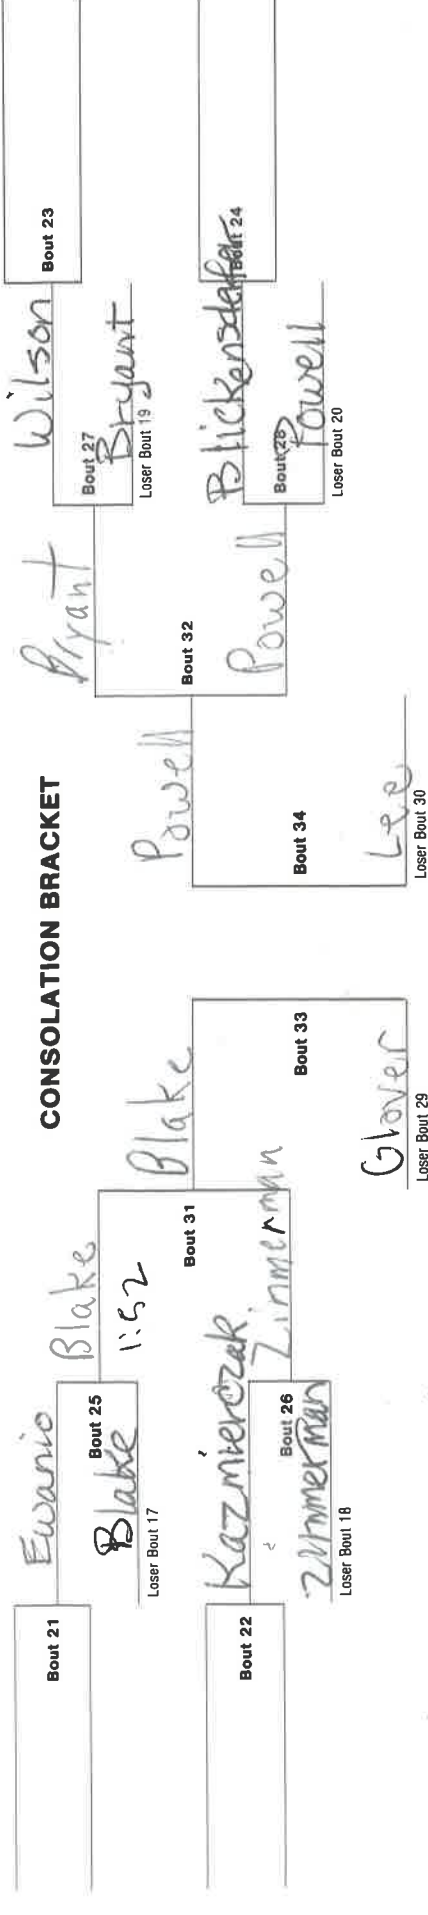 CONSOLATION BRACKET
Bout 21
Ewanio
Bout 25
Blake
Loser Bout 17
Blake
1:52
Bout 22
Kazmierczak
Bout 26
Zimmerman
Loser Bout 18
Zimmerman
Bout 31
Blake
Bout 33
Glover
Loser Bout 29
Bout 23
Wilson
Bout 27
Bryant
Loser Bout 19
Bryant
Bout 24
Blickensderfer
Bout 28
Powell
Loser Bout 20
Powell
Bout 32
Powell
Bout 34
Lee
Loser Bout 30